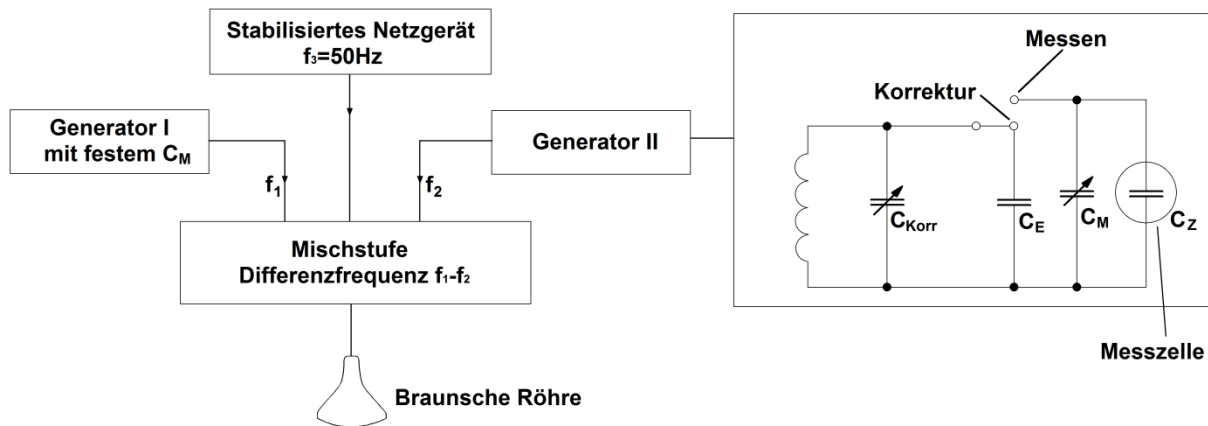 Stabilisiertes Netzgerät
f₃=50Hz
Generator I
mit festem C_M
f₁
f₂
Generator II
Mischstufe
Differenzfrequenz f₁-f₂
Braunsche Röhre
Messen
Korrektur
C_Korr
C_E
C_M
C_Z
Messzelle